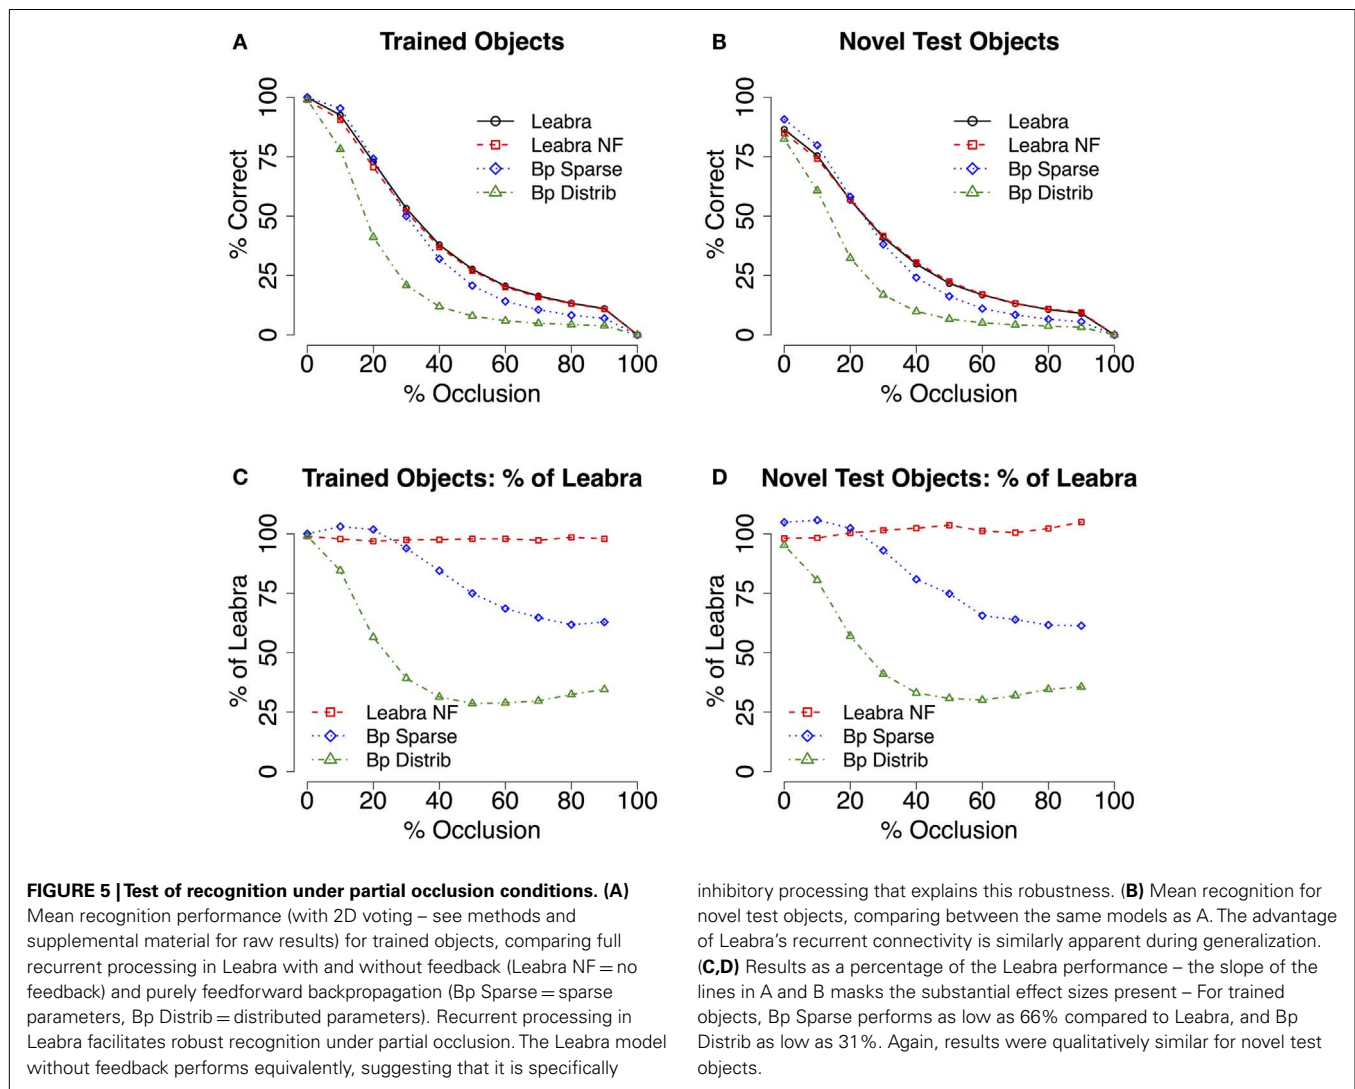 A
Trained Objects
100
75
50
25
0
% Correct
Leabra
Leabra NF
Bp Sparse
Bp Distrib
0 20 40 60 80 100
% Occlusion
B
Novel Test Objects
100
75
50
25
0
% Correct
Leabra
Leabra NF
Bp Sparse
Bp Distrib
0 20 40 60 80 100
% Occlusion
C
Trained Objects: % of Leabra
100
75
50
25
0
% of Leabra
Leabra NF
Bp Sparse
Bp Distrib
0 20 40 60 80 100
% Occlusion
D
Novel Test Objects: % of Leabra
100
75
50
25
0
% of Leabra
Leabra NF
Bp Sparse
Bp Distrib
0 20 40 60 80 100
% Occlusion
FIGURE 5 | Test of recognition under partial occlusion conditions. (A)
Mean recognition performance (with 2D voting – see methods and
supplemental material for raw results) for trained objects, comparing full
recurrent processing in Leabra with and without feedback (Leabra NF = no
feedback) and purely feedforward backpropagation (Bp Sparse = sparse
parameters, Bp Distrib = distributed parameters). Recurrent processing in
Leabra facilitates robust recognition under partial occlusion. The Leabra model
without feedback performs equivalently, suggesting that it is specifically
inhibitory processing that explains this robustness. (B) Mean recognition for
novel test objects, comparing between the same models as A. The advantage
of Leabra's recurrent connectivity is similarly apparent during generalization.
(C,D) Results as a percentage of the Leabra performance – the slope of the
lines in A and B masks the substantial effect sizes present – For trained
objects, Bp Sparse performs as low as 66% compared to Leabra, and Bp
Distrib as low as 31%. Again, results were qualitatively similar for novel test
objects.